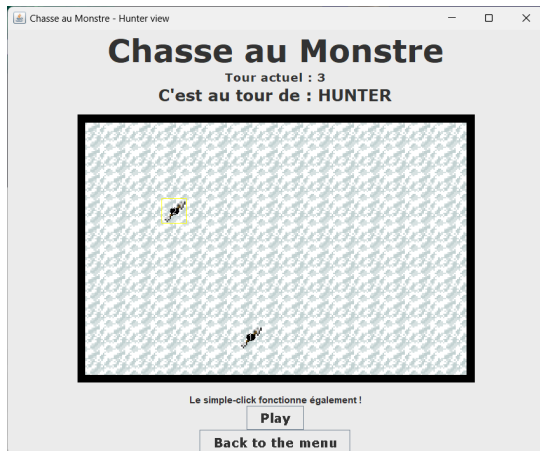 Chasse au Monstre - Hunter view
Chasse au Monstre
Tour actuel : 3
C'est au tour de : HUNTER
Le simple-click fonctionne également !
Play
Back to the menu